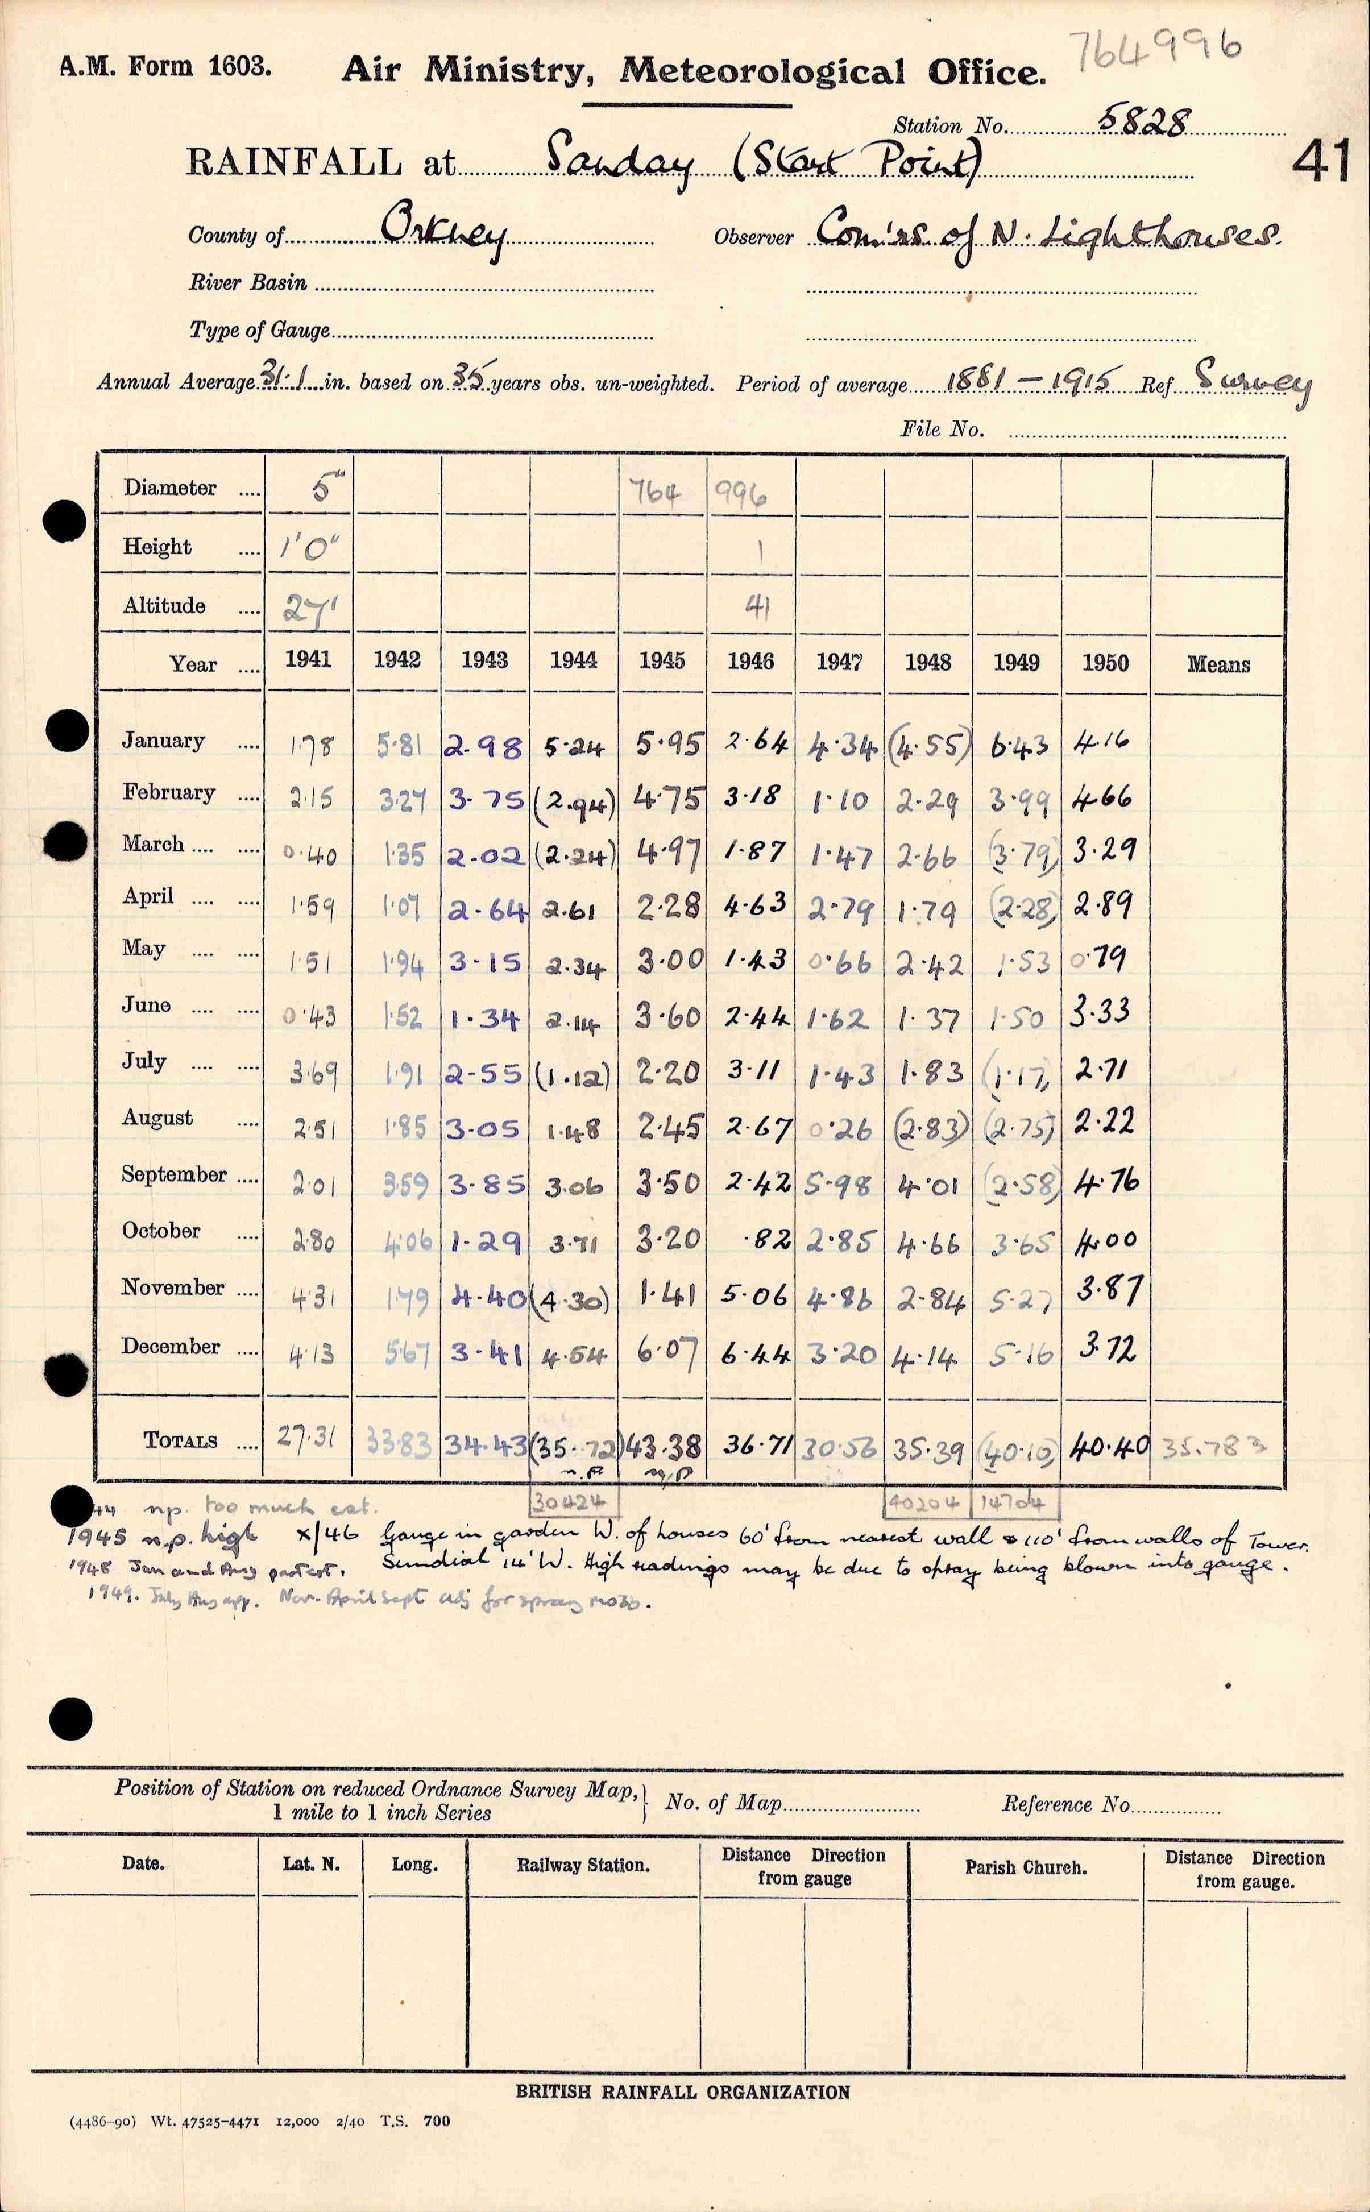 764996
A.M. Form 1603. Air Ministry, Meteorological Office.
Station No. 5828
RAINFALL at Sanday (Start Point) 41
County of Orkney Observer Com'rs. of N. Lighthouses.
River Basin
Type of Gauge
Annual Average 31.1 in. based on 35 years obs. un-weighted. Period of average 1881 - 1915 Ref. Survey
File No.
Diameter .... 5" 764 996
Height .... 1'0" 1
Altitude .... 27' 41
Year .... 1941 1942 1943 1944 1945 1946 1947 1948 1949 1950 Means
January .... 1.78 5.81 2.98 5.24 5.95 2.64 4.34 (4.55) 6.43 4.16
February .... 2.15 3.27 3.75 (2.94) 4.75 3.18 1.10 2.29 3.99 4.66
March .... .... 0.40 1.35 2.02 (2.24) 4.97 1.87 1.47 2.66 (3.79) 3.29
April .... .... 1.59 1.07 2.64 2.61 2.28 4.63 2.79 1.79 (2.28) 2.89
May .... .... 1.51 1.94 3.15 2.34 3.00 1.43 0.66 2.42 1.53 0.79
June .... .... 0.43 1.52 1.34 2.14 3.60 2.44 1.62 1.37 1.50 3.33
July .... .... 3.69 1.91 2.55 (1.12) 2.20 3.11 1.43 1.83 (1.17) 2.71
August .... 2.51 1.85 3.05 1.48 2.45 2.67 0.26 (2.83) (2.75) 2.22
September .... 2.01 3.59 3.85 3.06 3.50 2.42 5.98 4.01 (2.58) 4.76
October .... 2.80 4.06 1.29 3.71 3.20 .82 2.85 4.66 3.65 4.00
November .... 4.31 1.79 4.40 (4.30) 1.41 5.06 4.86 2.84 5.27 3.87
December .... 4.13 5.67 3.41 4.54 6.07 6.44 3.20 4.14 5.16 3.72
TOTALS .... 27.31 33.83 34.43 (35.72) 43.38 36.71 30.56 35.39 (40.10) 40.40 35.783
n.P n/P
30424 40204 14704
44 np. too much est.
1945 n.p. high x/46 Gauge in garden W. of houses 60' from nearest wall & 110' from walls of Tower.
1948 Jan and Aug part est. Sundial 14' W. High readings may be due to spray being blown into gauge.
1949. July Aug app. Mar. April Sept adj for spray
Position of Station on reduced Ordnance Survey Map, 1 mile to 1 inch Series No. of Map Reference No.
Date. Lat. N. Long. Railway Station. Distance from gauge Direction Parish Church. Distance Direction from gauge.
BRITISH RAINFALL ORGANIZATION
(4486-90) Wt. 47525-4471 12,000 2/40 T.S. 700